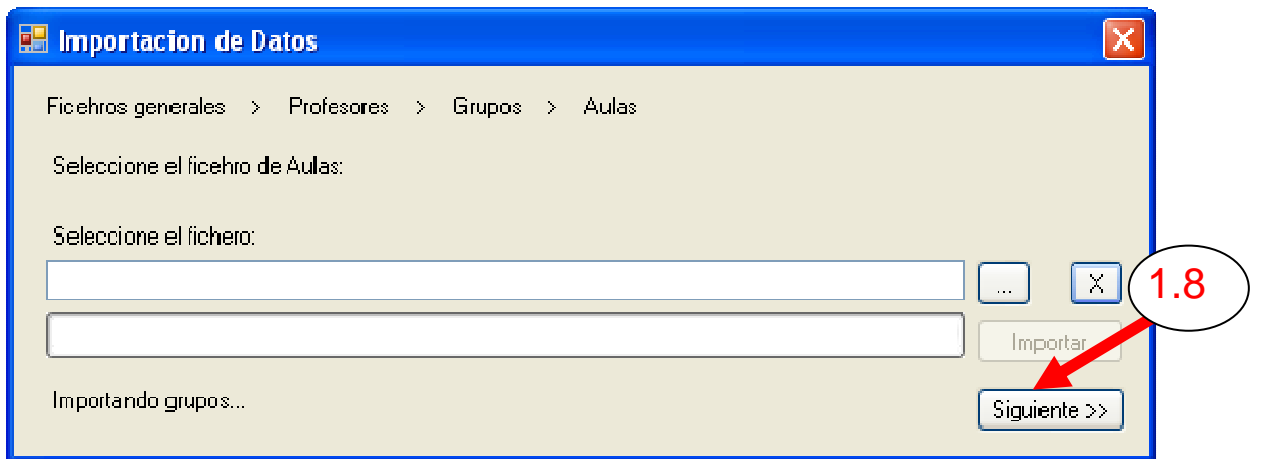 Importacion de Datos
Ficehros generales > Profesores > Grupos > Aulas
Seleccione el ficehro de Aulas:
Seleccione el fichero:
... X
1.8
Importar
Importando grupos...
Siguiente >>